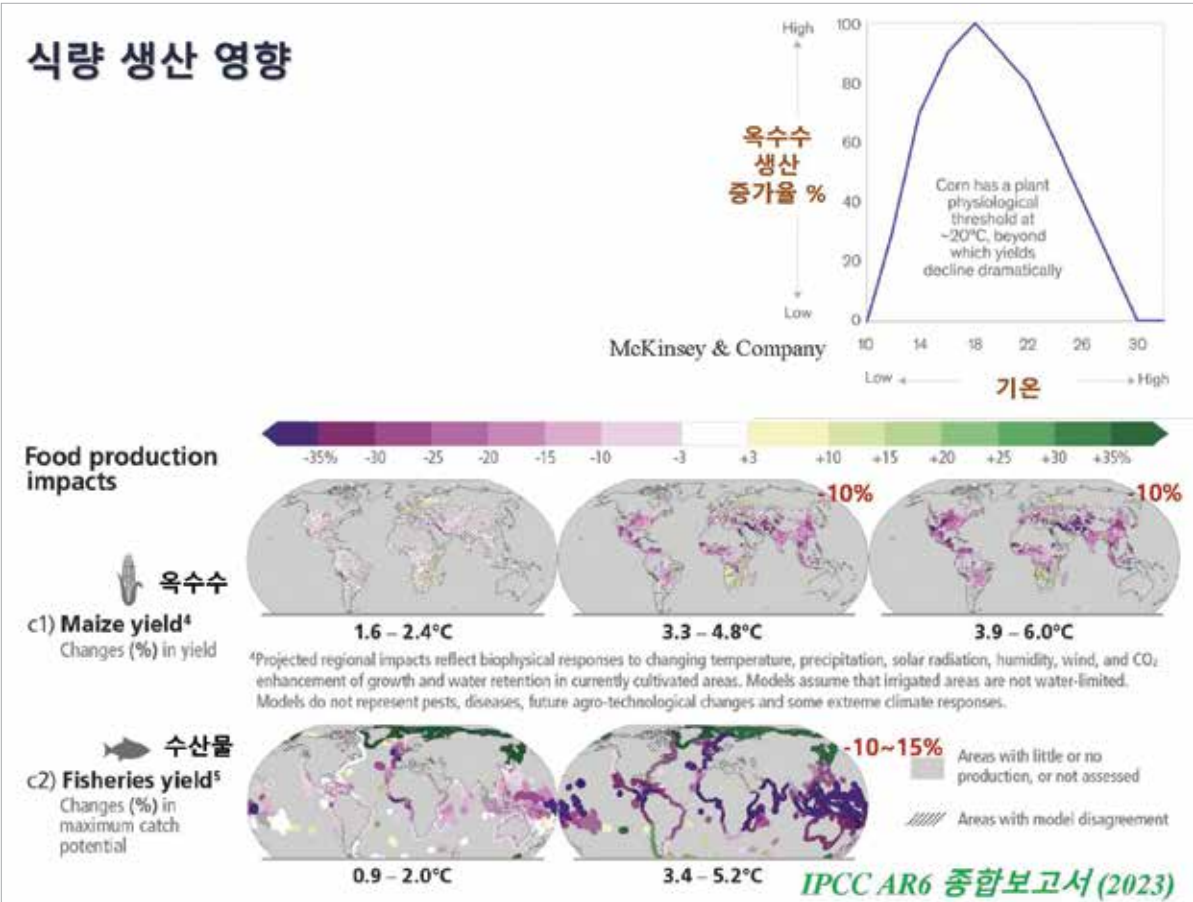 식량 생산 영향
High
옥수수
생산
증가율 %
Low
100
80
60
40
20
0
Corn has a plant
physiological
threshold at
~20°C, beyond
which yields
decline dramatically
10 14 18 22 26 30
Low 기온 High
McKinsey & Company
Food production
impacts
-35% -30 -25 -20 -15 -10 -3 +3 +10 +15 +20 +25 +30 +35%
-10%
-10%
옥수수
c1) Maize yield⁴
Changes (%) in yield
1.6 – 2.4°C 3.3 – 4.8°C 3.9 – 6.0°C
⁴Projected regional impacts reflect biophysical responses to changing temperature, precipitation, solar radiation, humidity, wind, and CO₂
enhancement of growth and water retention in currently cultivated areas. Models assume that irrigated areas are not water-limited.
Models do not represent pests, diseases, future agro-technological changes and some extreme climate responses.
수산물
c2) Fisheries yield⁵
Changes (%) in
maximum catch
potential
-10~15%
Areas with little or no
production, or not assessed
Areas with model disagreement
0.9 – 2.0°C 3.4 – 5.2°C
IPCC AR6 종합보고서 (2023)